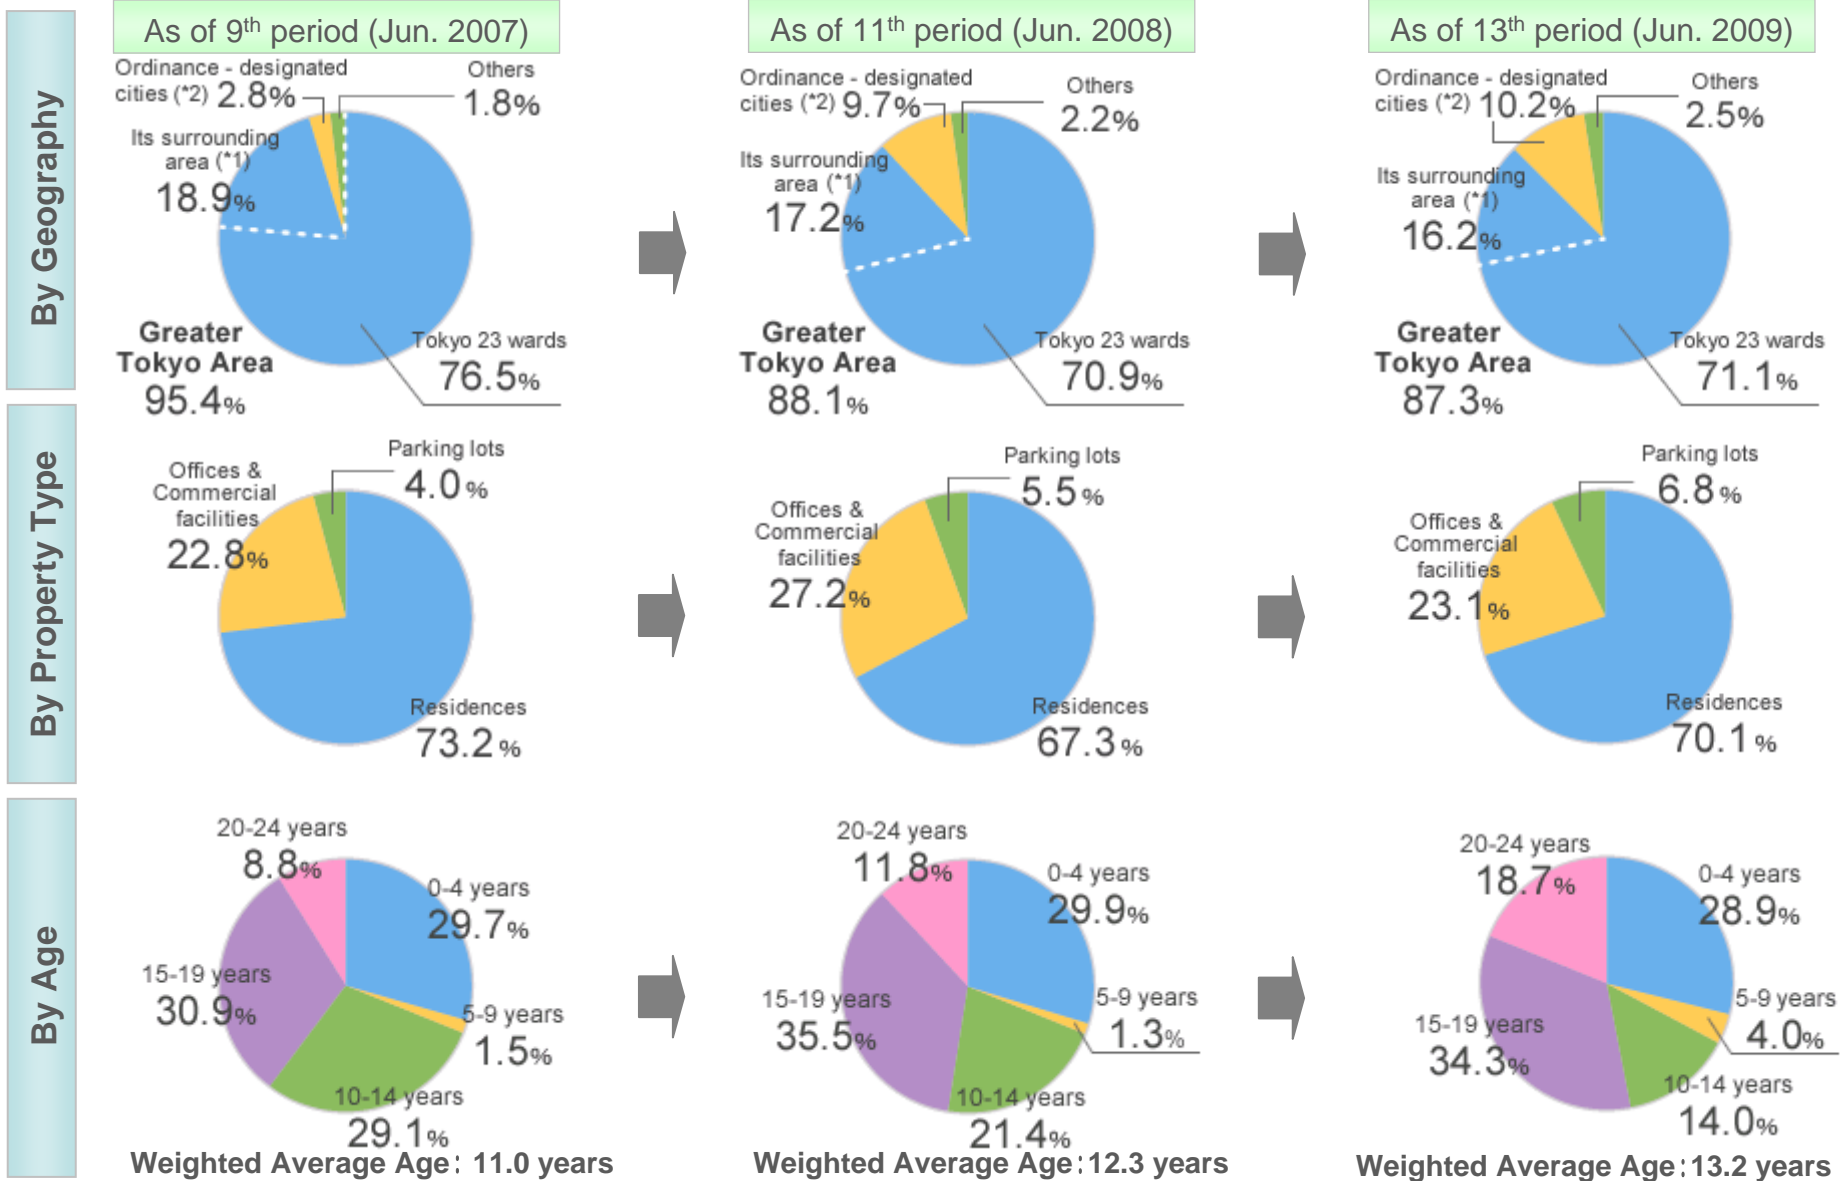 As of 9th period (Jun. 2007)
As of 11th period (Jun. 2008)
As of 13th period (Jun. 2009)
By Geography
Ordinance - designated
cities (*2) 2.8%
Others
1.8%
Its surrounding
area (*1)
18.9%
Greater
Tokyo Area
95.4%
Tokyo 23 wards
76.5%
Ordinance - designated
cities (*2) 9.7%
Others
2.2%
Its surrounding
area (*1)
17.2%
Greater
Tokyo Area
88.1%
Tokyo 23 wards
70.9%
Ordinance - designated
cities (*2) 10.2%
Others
2.5%
Its surrounding
area (*1)
16.2%
Greater
Tokyo Area
87.3%
Tokyo 23 wards
71.1%
By Property Type
Parking lots
4.0%
Offices &
Commercial
facilities
22.8%
Residences
73.2%
Parking lots
5.5%
Offices &
Commercial
facilities
27.2%
Residences
67.3%
Parking lots
6.8%
Offices &
Commercial
facilities
23.1%
Residences
70.1%
By Age
20-24 years
8.8%
0-4 years
29.7%
15-19 years
30.9%
5-9 years
1.5%
10-14 years
29.1%
Weighted Average Age: 11.0 years
20-24 years
11.8%
0-4 years
29.9%
15-19 years
35.5%
5-9 years
1.3%
10-14 years
21.4%
Weighted Average Age:12.3 years
20-24 years
18.7%
0-4 years
28.9%
15-19 years
34.3%
5-9 years
4.0%
10-14 years
14.0%
Weighted Average Age:13.2 years